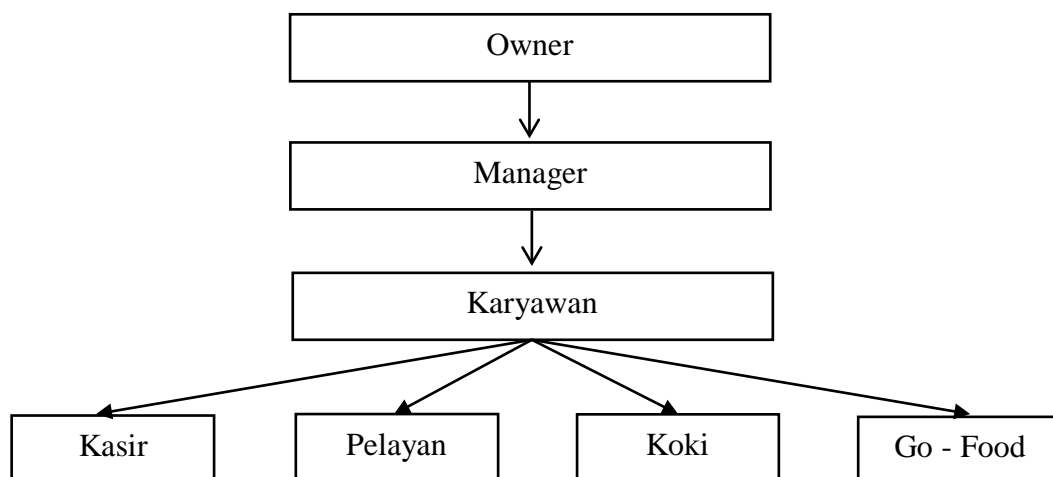 Owner
Manager
Karyawan
Kasir
Pelayan
Koki
Go - Food